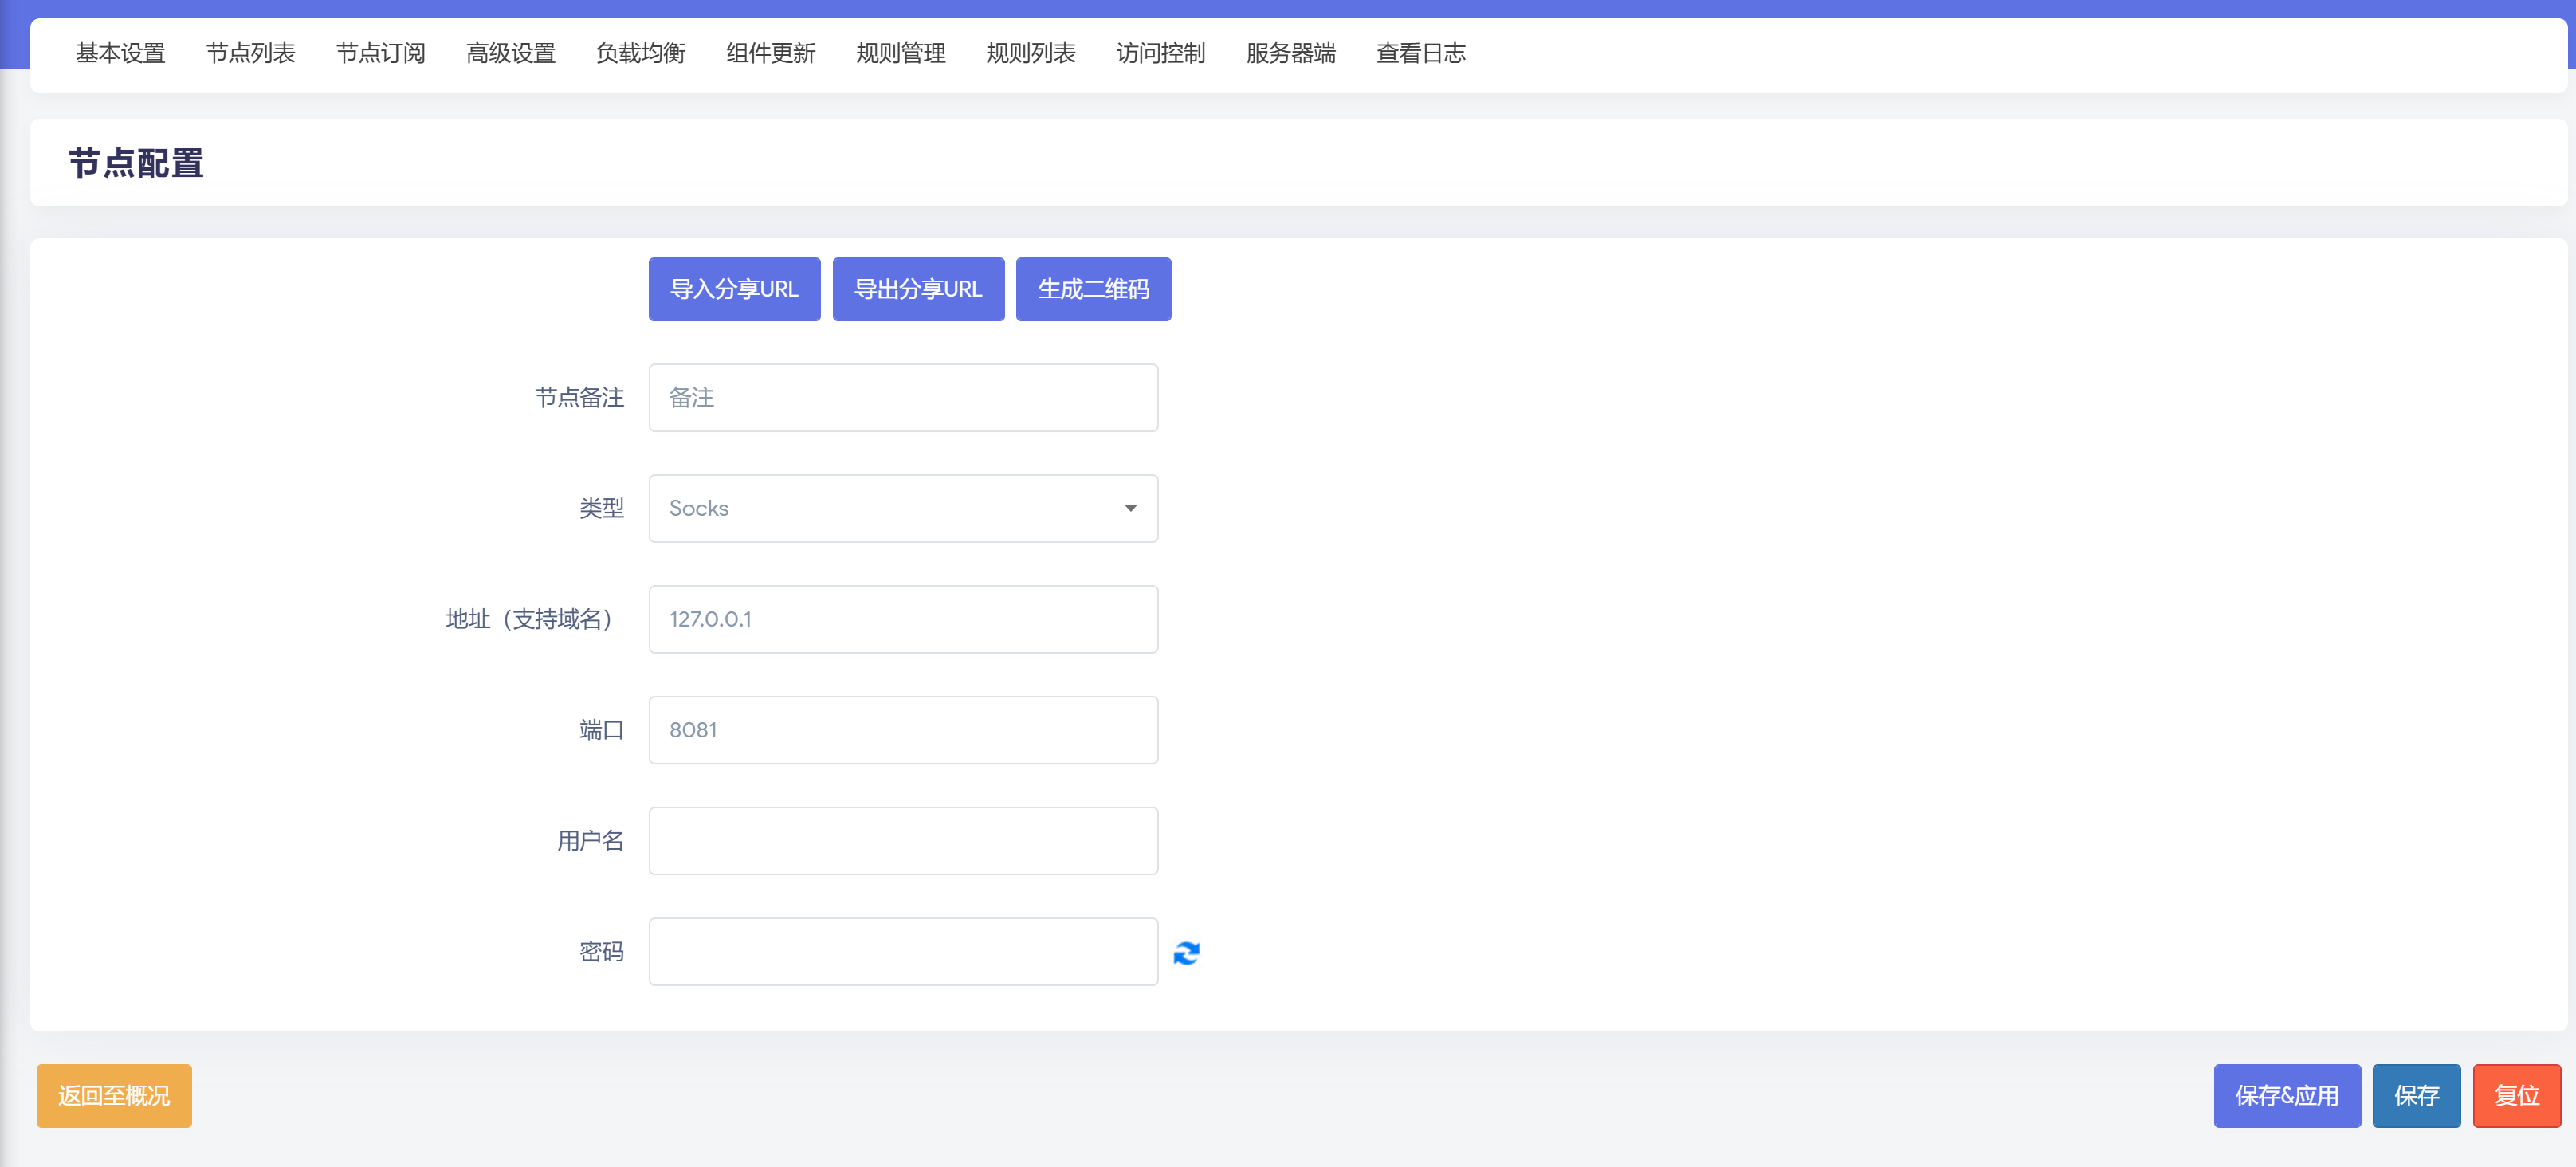 基本设置 节点列表 节点订阅 高级设置 负载均衡 组件更新 规则管理 规则列表 访问控制 服务器端 查看日志
节点配置
导入分享URL 导出分享URL 生成二维码
节点备注 备注
类型 Socks
地址（支持域名） 127.0.0.1
端口 8081
用户名
密码
返回至概况 保存&应用 保存 复位